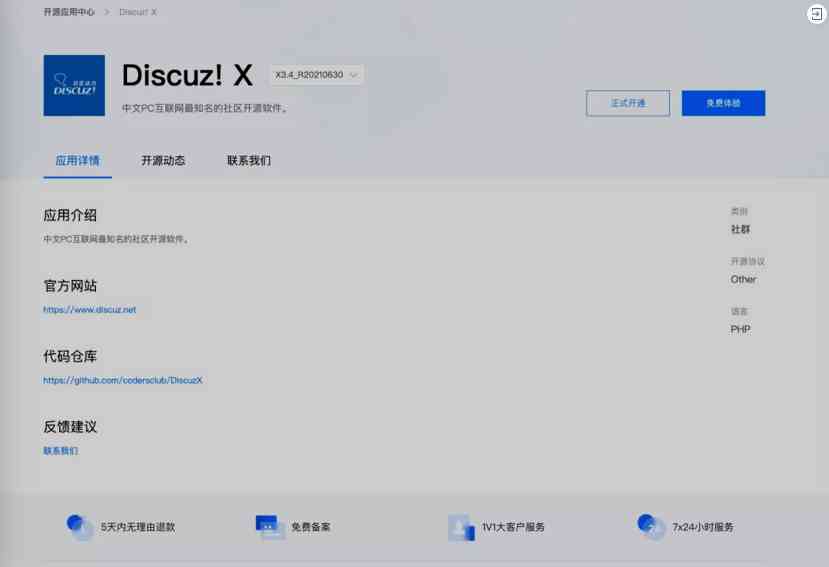 开源应用中心 > Discuz! X
Discuz! X
X3.4_R20210630
DISCUZ!
中文PC互联网最知名的社区开源软件。
正式开通
免费体验
应用详情
开源动态
联系我们
应用介绍
中文PC互联网最知名的社区开源软件。
类别
社群
开源协议
Other
语言
PHP
官方网站
https://www.discuz.net
代码仓库
https://github.com/codersclub/DiscuzX
反馈建议
联系我们
5天内无理由退款
免费备案
1V1大客户服务
7x24小时服务